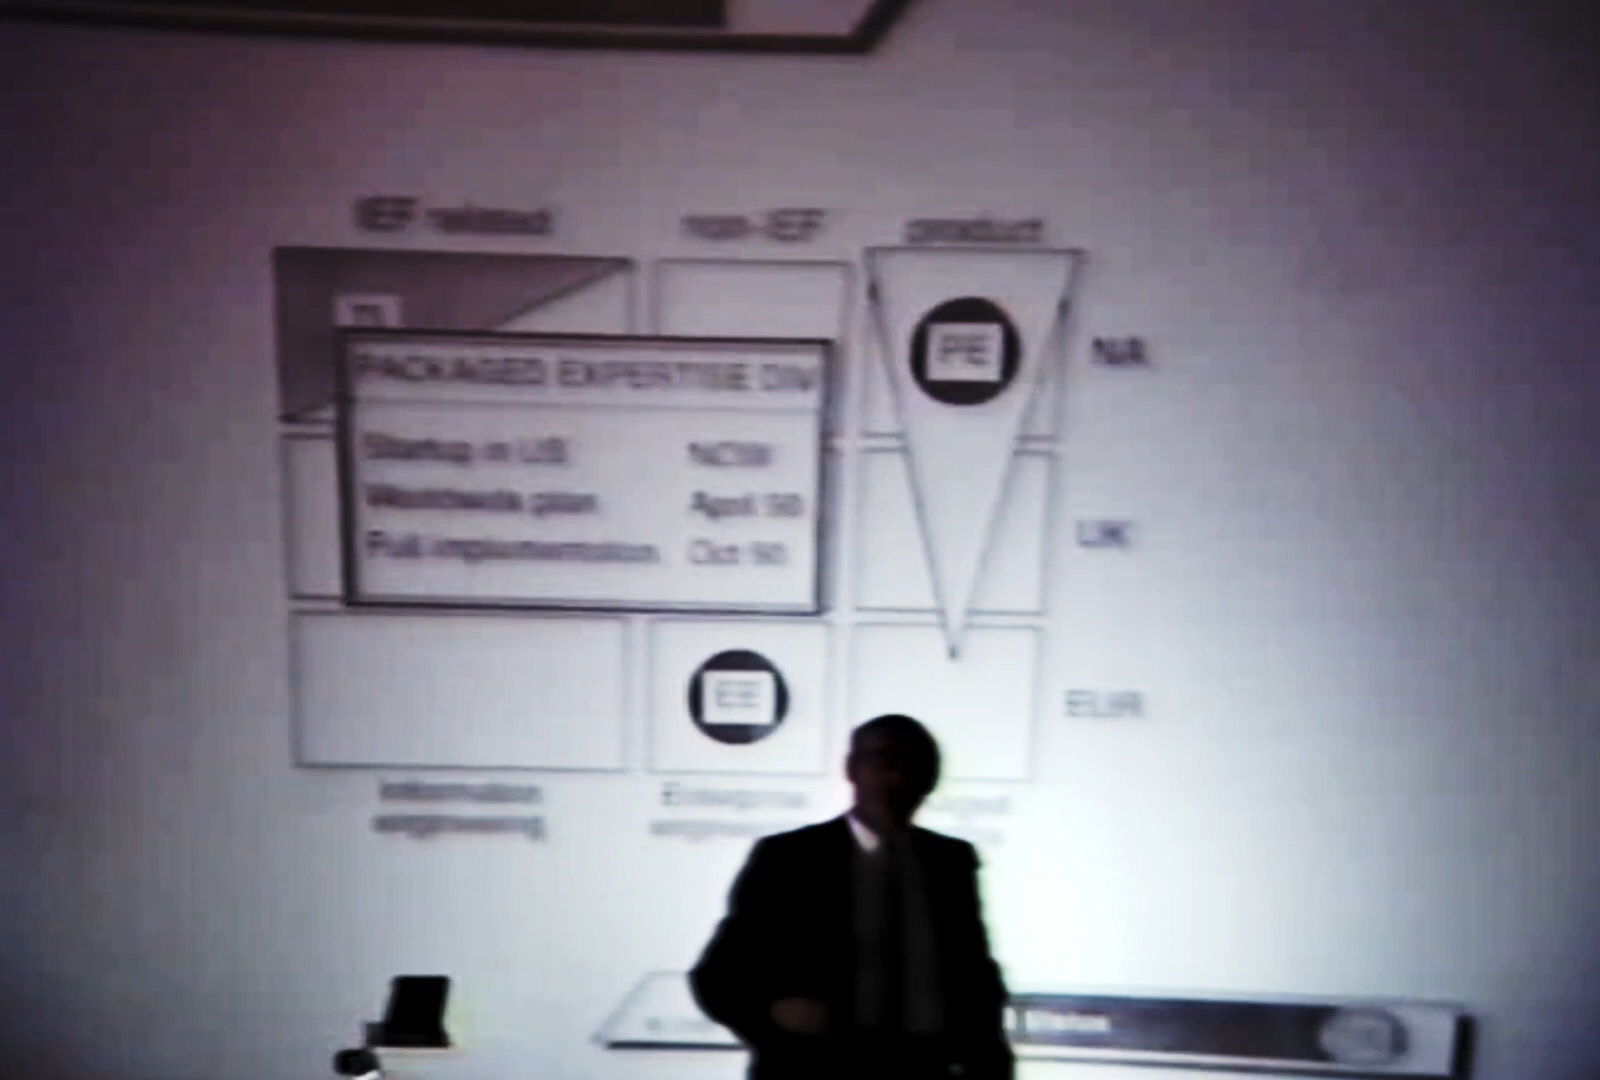 IEF related non-IEF product
TI
PE NA
PACKAGED EXPERTISE DIV
Startup in US NOW
Worldwide plan April 90
Full implementation Oct 90
UK
EE EUR
Information Enterprise
engineering